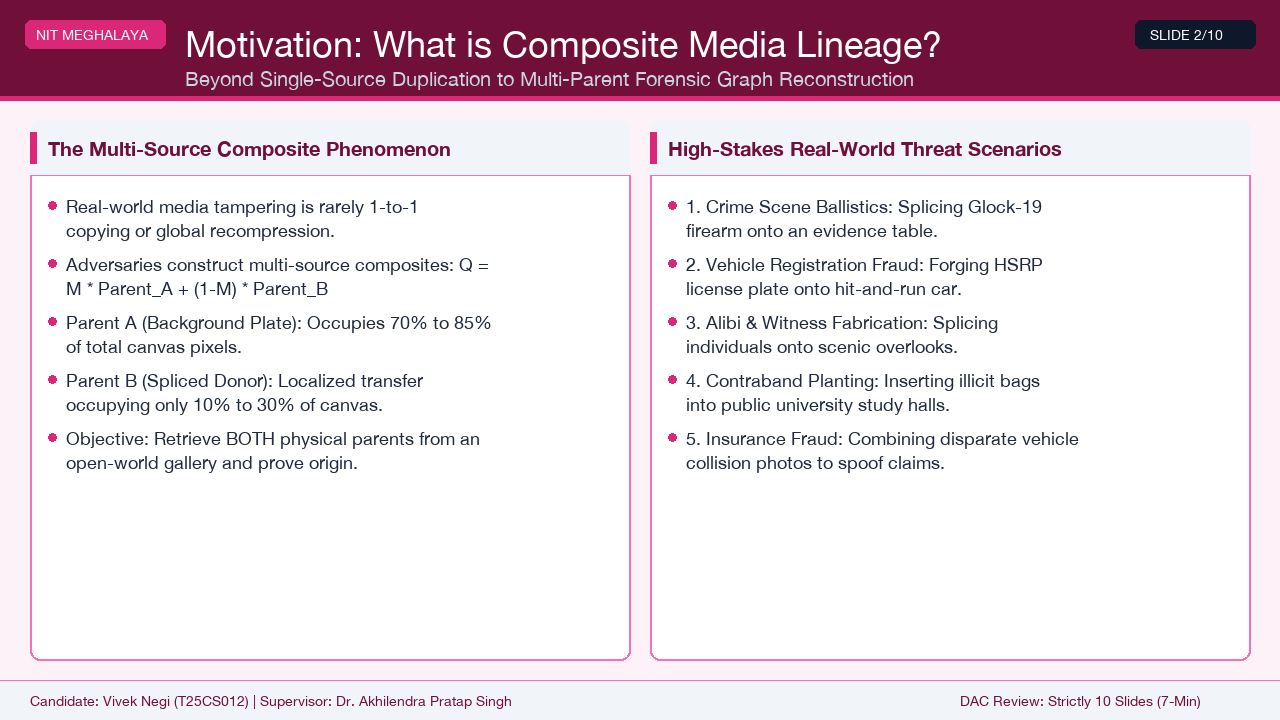 NIT MEGHALAYA
Motivation: What is Composite Media Lineage?
SLIDE 2/10
Beyond Single-Source Duplication to Multi-Parent Forensic Graph Reconstruction
The Multi-Source Composite Phenomenon
Real-world media tampering is rarely 1-to-1
copying or global recompression.
Adversaries construct multi-source composites: Q =
M * Parent_A + (1-M) * Parent_B
Parent A (Background Plate): Occupies 70% to 85%
of total canvas pixels.
Parent B (Spliced Donor): Localized transfer
occupying only 10% to 30% of canvas.
Objective: Retrieve BOTH physical parents from an
open-world gallery and prove origin.
High-Stakes Real-World Threat Scenarios
1. Crime Scene Ballistics: Splicing Glock-19
firearm onto an evidence table.
2. Vehicle Registration Fraud: Forging HSRP
license plate onto hit-and-run car.
3. Alibi & Witness Fabrication: Splicing
individuals onto scenic overlooks.
4. Contraband Planting: Inserting illicit bags
into public university study halls.
5. Insurance Fraud: Combining disparate vehicle
collision photos to spoof claims.
Candidate: Vivek Negi (T25CS012) | Supervisor: Dr. Akhilendra Pratap Singh
DAC Review: Strictly 10 Slides (7-Min)